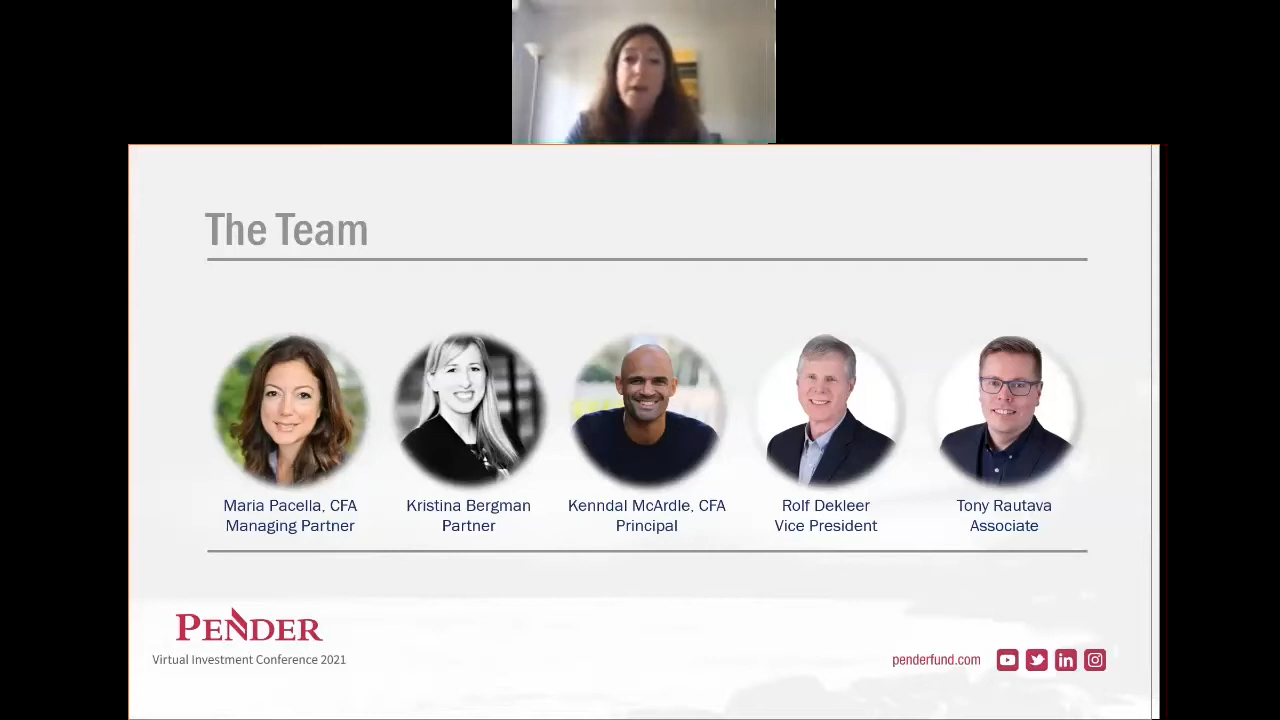 The Team
Maria Pacella, CFA
Managing Partner
Kristina Bergman
Partner
Kenndal McArdle, CFA
Principal
Rolf Dekleer
Vice President
Tony Rautava
Associate
PENDER
Virtual Investment Conference 2021
penderfund.com